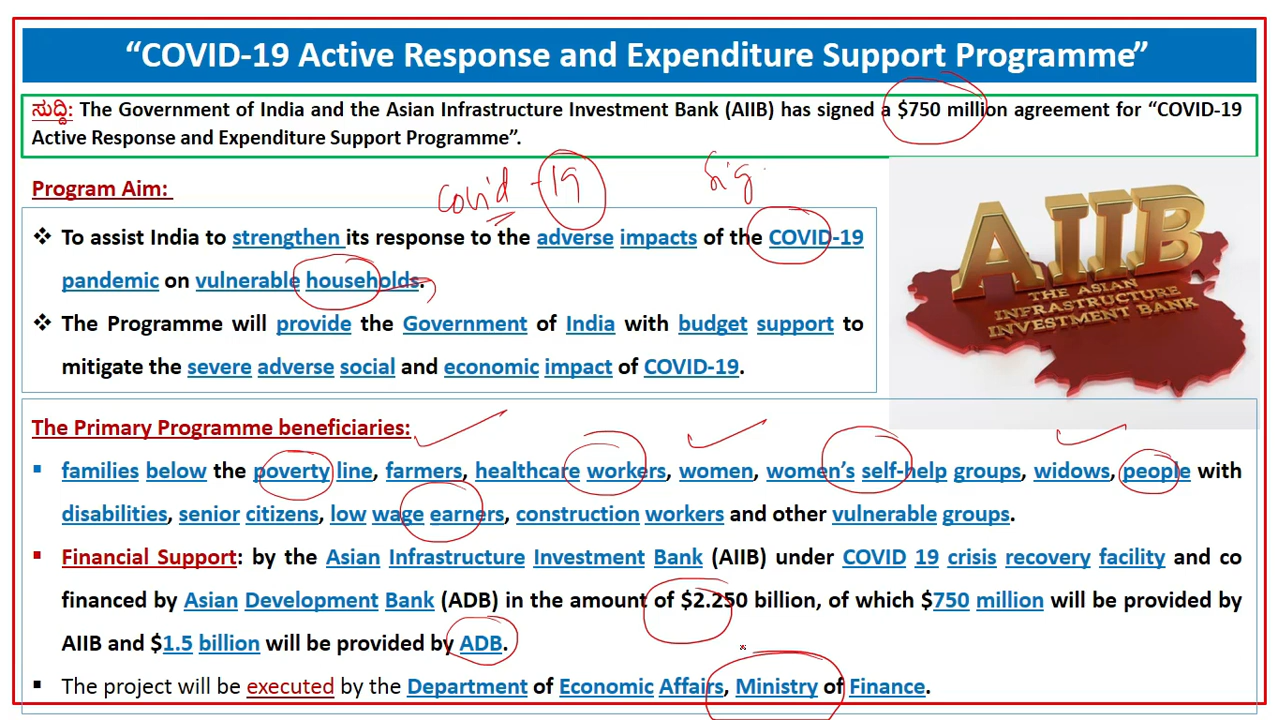 “COVID-19 Active Response and Expenditure Support Programme”
ಸುದ್ದಿ: The Government of India and the Asian Infrastructure Investment Bank (AIIB) has signed a $750 million agreement for “COVID-19
Active Response and Expenditure Support Programme”.
covid -19
Program Aim:
❖ To assist India to strengthen its response to the adverse impacts of the COVID-19
pandemic on vulnerable households.
❖ The Programme will provide the Government of India with budget support to
mitigate the severe adverse social and economic impact of COVID-19.
AIIB
THE ASIAN
INFRASTRUCTURE
INVESTMENT BANK
The Primary Programme beneficiaries:
▪ families below the poverty line, farmers, healthcare workers, women, women’s self-help groups, widows, people with
disabilities, senior citizens, low wage earners, construction workers and other vulnerable groups.
▪ Financial Support: by the Asian Infrastructure Investment Bank (AIIB) under COVID 19 crisis recovery facility and co
financed by Asian Development Bank (ADB) in the amount of $2.250 billion, of which $750 million will be provided by
AIIB and $1.5 billion will be provided by ADB.
▪ The project will be executed by the Department of Economic Affairs, Ministry of Finance.